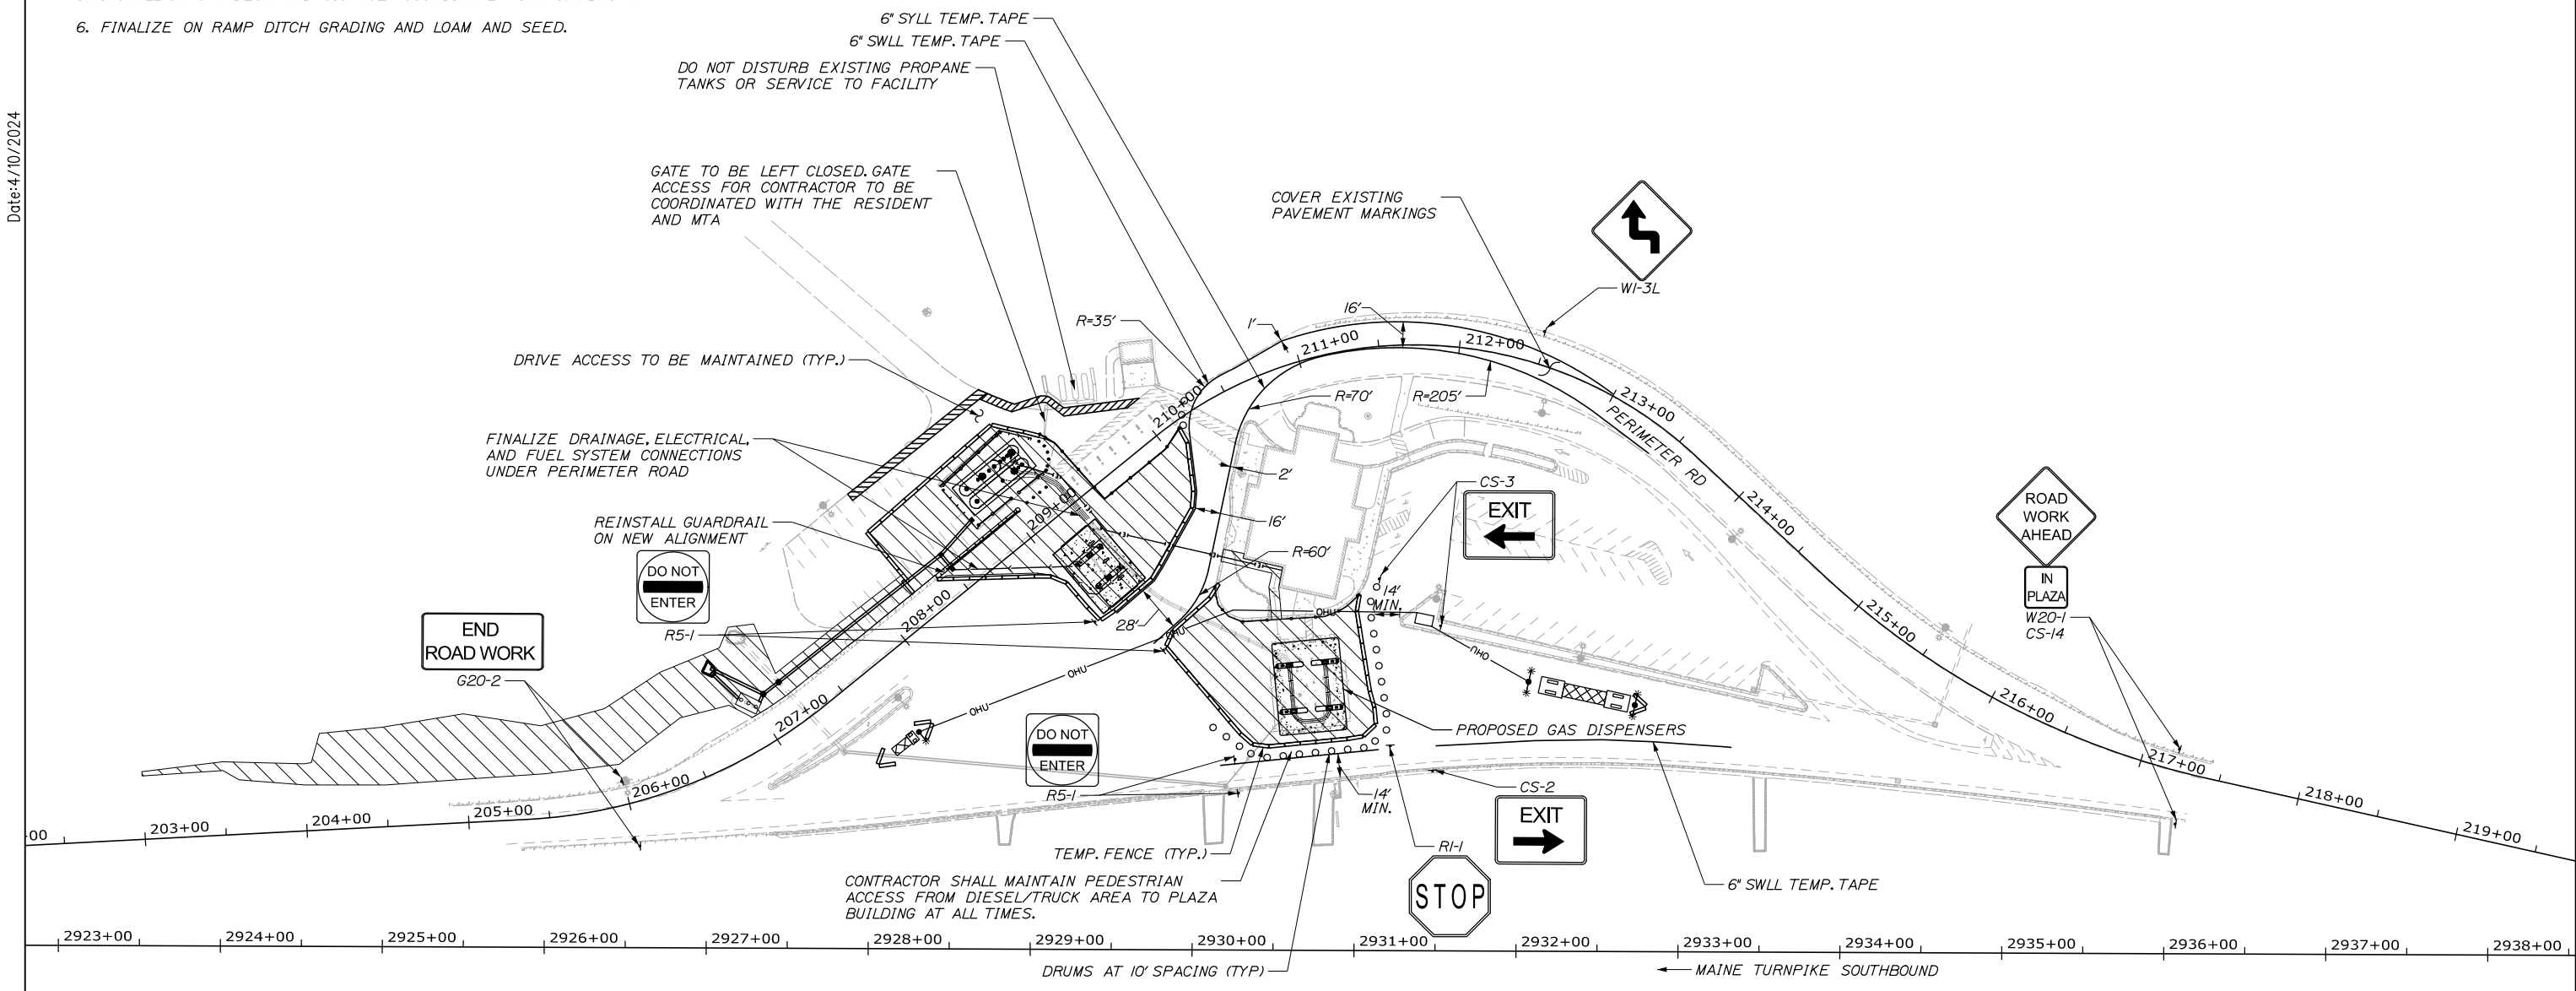 6. FINALIZE ON RAMP DITCH GRADING AND LOAM AND SEED.
Date:4/10/2024
6" SYLL TEMP. TAPE
6" SWLL TEMP. TAPE
DO NOT DISTURB EXISTING PROPANE
TANKS OR SERVICE TO FACILITY
GATE TO BE LEFT CLOSED. GATE
ACCESS FOR CONTRACTOR TO BE
COORDINATED WITH THE RESIDENT
AND MTA
COVER EXISTING
PAVEMENT MARKINGS
W1-3L
R=35'
1'
16'
211+00
212+00
DRIVE ACCESS TO BE MAINTAINED (TYP.)
210+00
R=70'
R=205'
213+00
PERIMETER RD
FINALIZE DRAINAGE, ELECTRICAL,
AND FUEL SYSTEM CONNECTIONS
UNDER PERIMETER ROAD
2'
CS-3
EXIT
214+00
ROAD
WORK
AHEAD
IN
PLAZA
W20-1
CS-14
REINSTALL GUARDRAIL
ON NEW ALIGNMENT
209+00
16'
R=60'
DO NOT
ENTER
R5-1
208+00
28'
14'
MIN.
215+00
END
ROAD WORK
G20-2
OHU
OHU
OHU
OHU
OHU
207+00
216+00
PROPOSED GAS DISPENSERS
DO NOT
ENTER
R5-1
206+00
217+00
14'
MIN.
CS-2
EXIT
218+00
+00
203+00
204+00
205+00
219+00
TEMP. FENCE (TYP.)
R1-1
STOP
CONTRACTOR SHALL MAINTAIN PEDESTRIAN
ACCESS FROM DIESEL/TRUCK AREA TO PLAZA
BUILDING AT ALL TIMES.
6" SWLL TEMP. TAPE
2923+00
2924+00
2925+00
2926+00
2927+00
2928+00
2929+00
2930+00
2931+00
2932+00
2933+00
2934+00
2935+00
2936+00
2937+00
2938+00
DRUMS AT 10' SPACING (TYP)
MAINE TURNPIKE SOUTHBOUND